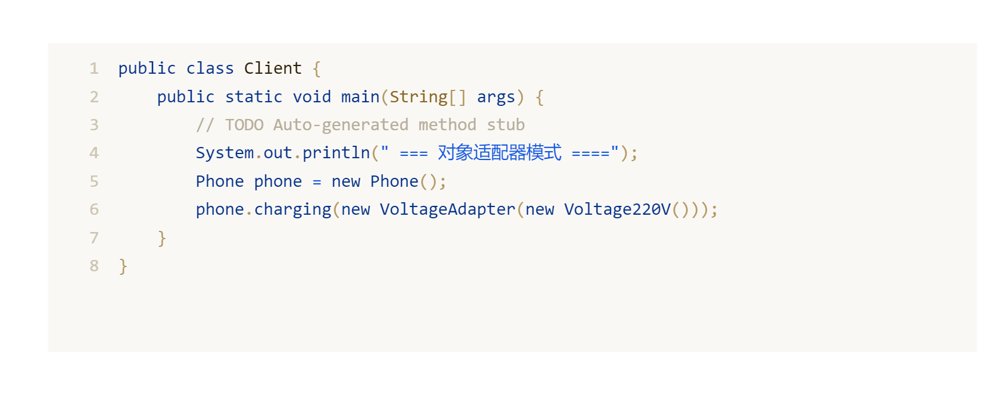 1 public class Client {
2     public static void main(String[] args) {
3         // TODO Auto-generated method stub
4         System.out.println(" === 对象适配器模式 ====");
5         Phone phone = new Phone();
6         phone.charging(new VoltageAdapter(new Voltage220V()));
7     }
8 }